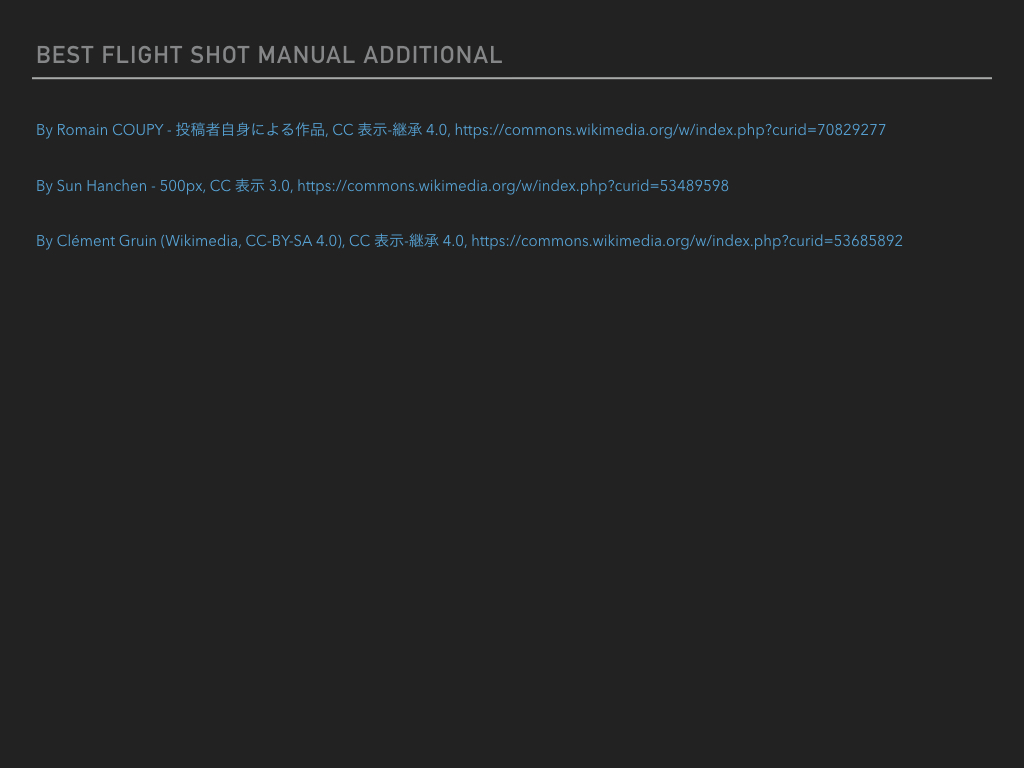 BEST FLIGHT SHOT MANUAL ADDITIONAL
By Romain COUPY - 投稿者自身による作品, CC 表示-継承 4.0, https://commons.wikimedia.org/w/index.php?curid=70829277
By Sun Hanchen - 500px, CC 表示 3.0, https://commons.wikimedia.org/w/index.php?curid=53489598
By Clément Gruin (Wikimedia, CC-BY-SA 4.0), CC 表示-継承 4.0, https://commons.wikimedia.org/w/index.php?curid=53685892